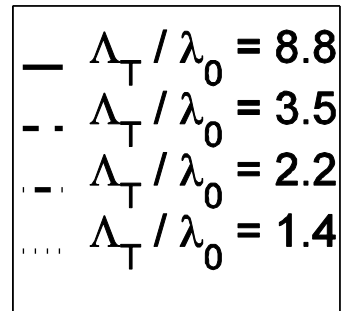 Λ_T / λ_0 = 8.8
Λ_T / λ_0 = 3.5
Λ_T / λ_0 = 2.2
Λ_T / λ_0 = 1.4